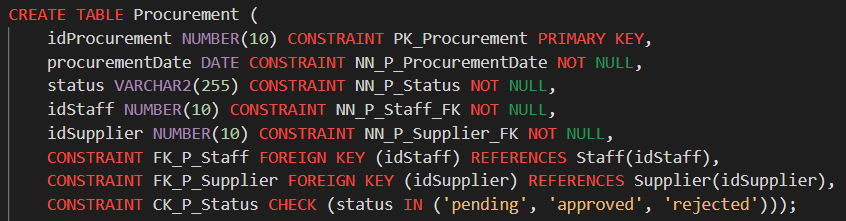 CREATE TABLE Procurement (
    idProcurement NUMBER(10) CONSTRAINT PK_Procurement PRIMARY KEY,
    procurementDate DATE CONSTRAINT NN_P_ProcurementDate NOT NULL,
    status VARCHAR2(255) CONSTRAINT NN_P_Status NOT NULL,
    idStaff NUMBER(10) CONSTRAINT NN_P_Staff_FK NOT NULL,
    idSupplier NUMBER(10) CONSTRAINT NN_P_Supplier_FK NOT NULL,
    CONSTRAINT FK_P_Staff FOREIGN KEY (idStaff) REFERENCES Staff(idStaff),
    CONSTRAINT FK_P_Supplier FOREIGN KEY (idSupplier) REFERENCES Supplier(idSupplier),
    CONSTRAINT CK_P_Status CHECK (status IN ('pending', 'approved', 'rejected')));